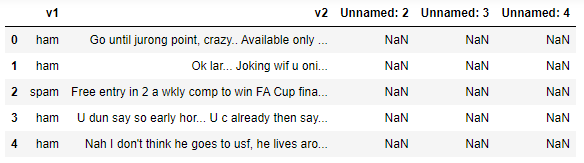 v1 v2 Unnamed: 2 Unnamed: 3 Unnamed: 4
0 ham Go until jurong point, crazy.. Available only ... NaN NaN NaN
1 ham Ok lar... Joking wif u oni... NaN NaN NaN
2 spam Free entry in 2 a wkly comp to win FA Cup fina... NaN NaN NaN
3 ham U dun say so early hor... U c already then say... NaN NaN NaN
4 ham Nah I don't think he goes to usf, he lives aro... NaN NaN NaN